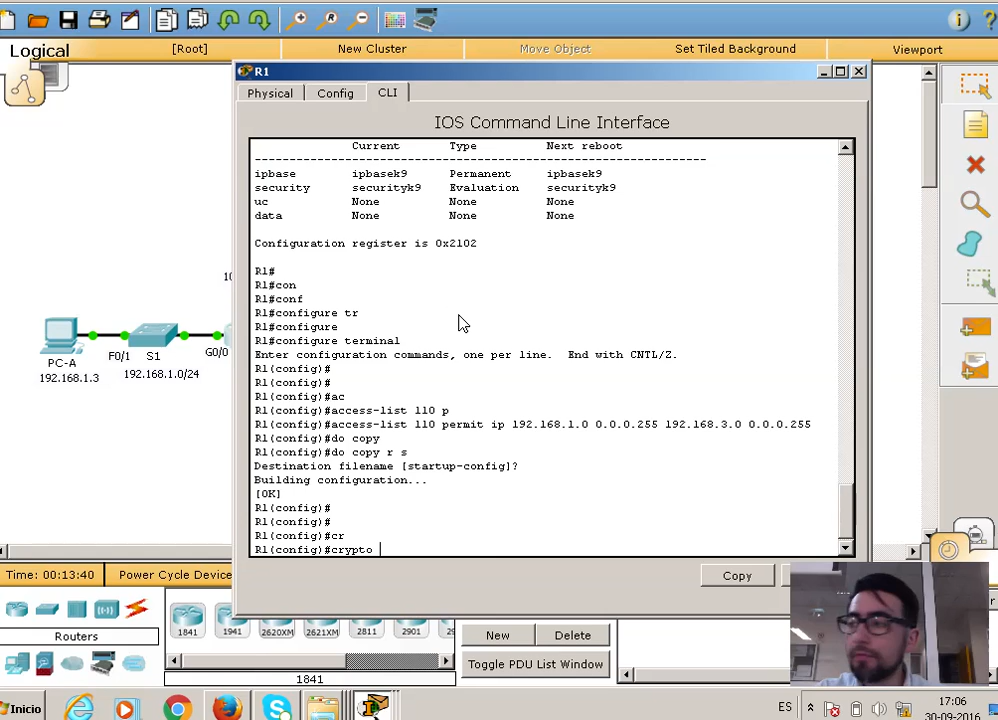 Logical
[Root]
New Cluster
Move Object
Set Tiled Background
Viewport
R1
Physical
Config
CLI
IOS Command Line Interface
Current Type Next reboot
-----------------------------------------------------------------
ipbase ipbasek9 Permanent ipbasek9
security securityk9 Evaluation securityk9
uc None None None
data None None None
Configuration register is 0x2102
R1#
R1#con
R1#conf
R1#configure tr
R1#configure
R1#configure terminal
Enter configuration commands, one per line. End with CNTL/Z.
R1(config)#
R1(config)#
R1(config)#ac
R1(config)#access-list 110 p
R1(config)#access-list 110 permit ip 192.168.1.0 0.0.0.255 192.168.3.0 0.0.0.255
R1(config)#do copy
R1(config)#do copy r s
Destination filename [startup-config]?
Building configuration...
[OK]
R1(config)#
R1(config)#
R1(config)#cr
R1(config)#crypto
Copy
10
PC-A
192.168.1.3
F0/1
S1
G0/0
192.168.1.0/24
Time: 00:13:40
Power Cycle Device
Routers
1841
1941
2620XM
2621XM
2811
2901
29
1841
New
Delete
Toggle PDU List Window
Inicio
ES
17:06
30-09-2016